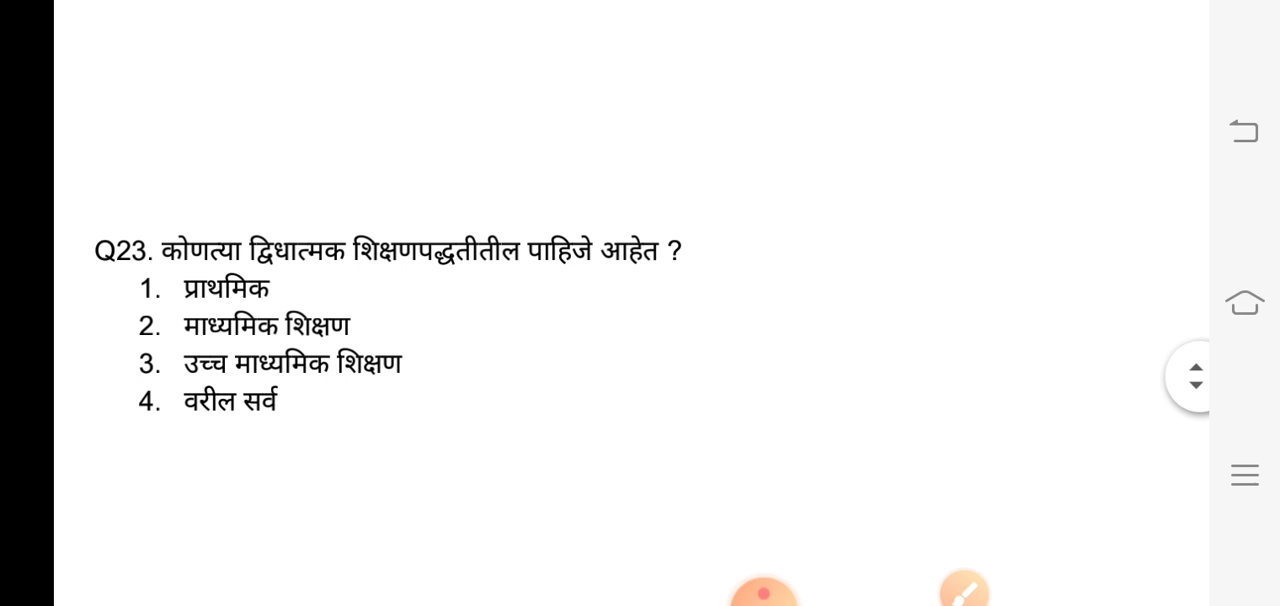 Q23. कोणत्या द्विधात्मक शिक्षणपद्धतीतील पाहिजे आहेत ?
1. प्राथमिक
2. माध्यमिक शिक्षण
3. उच्च माध्यमिक शिक्षण
4. वरील सर्व